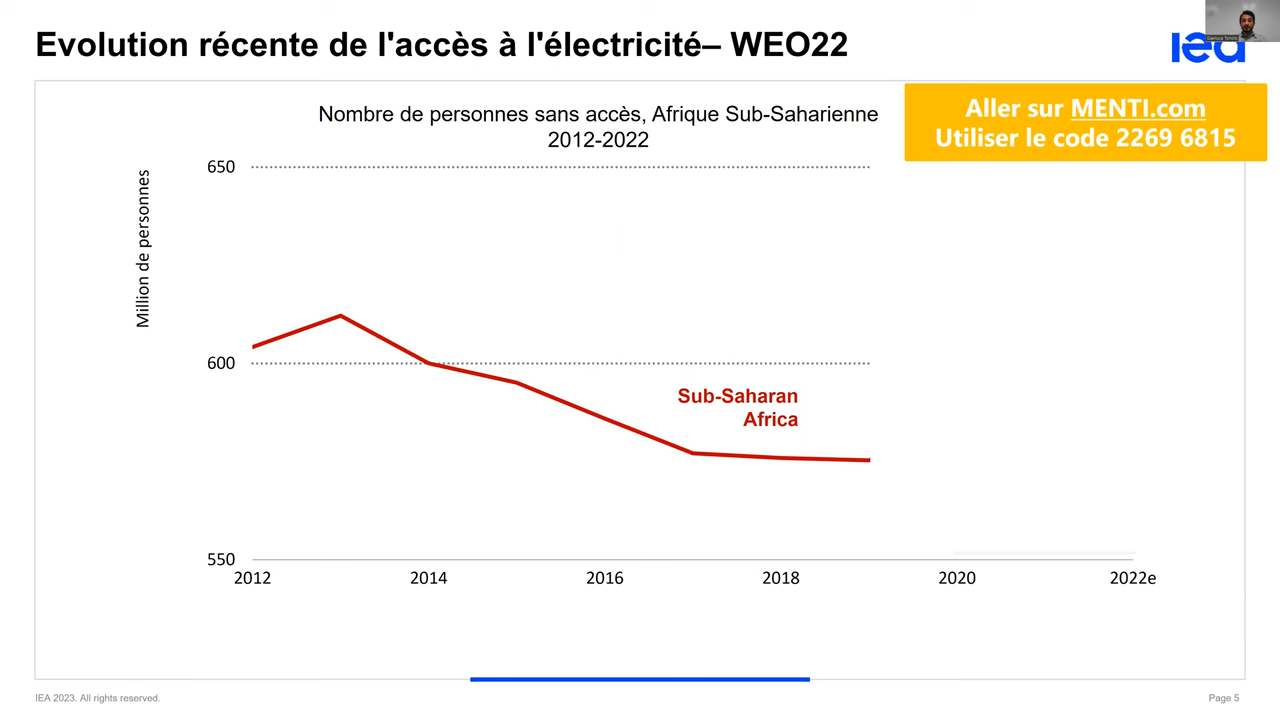 Evolution récente de l'accès à l'électricité– WEO22
iea
Aller sur MENTI.com
Utiliser le code 2269 6815
Nombre de personnes sans accès, Afrique Sub-Saharienne
2012-2022
Million de personnes
650
600
550
Sub-Saharan
Africa
2012
2014
2016
2018
2020
2022e
IEA 2023. All rights reserved.
Page 5